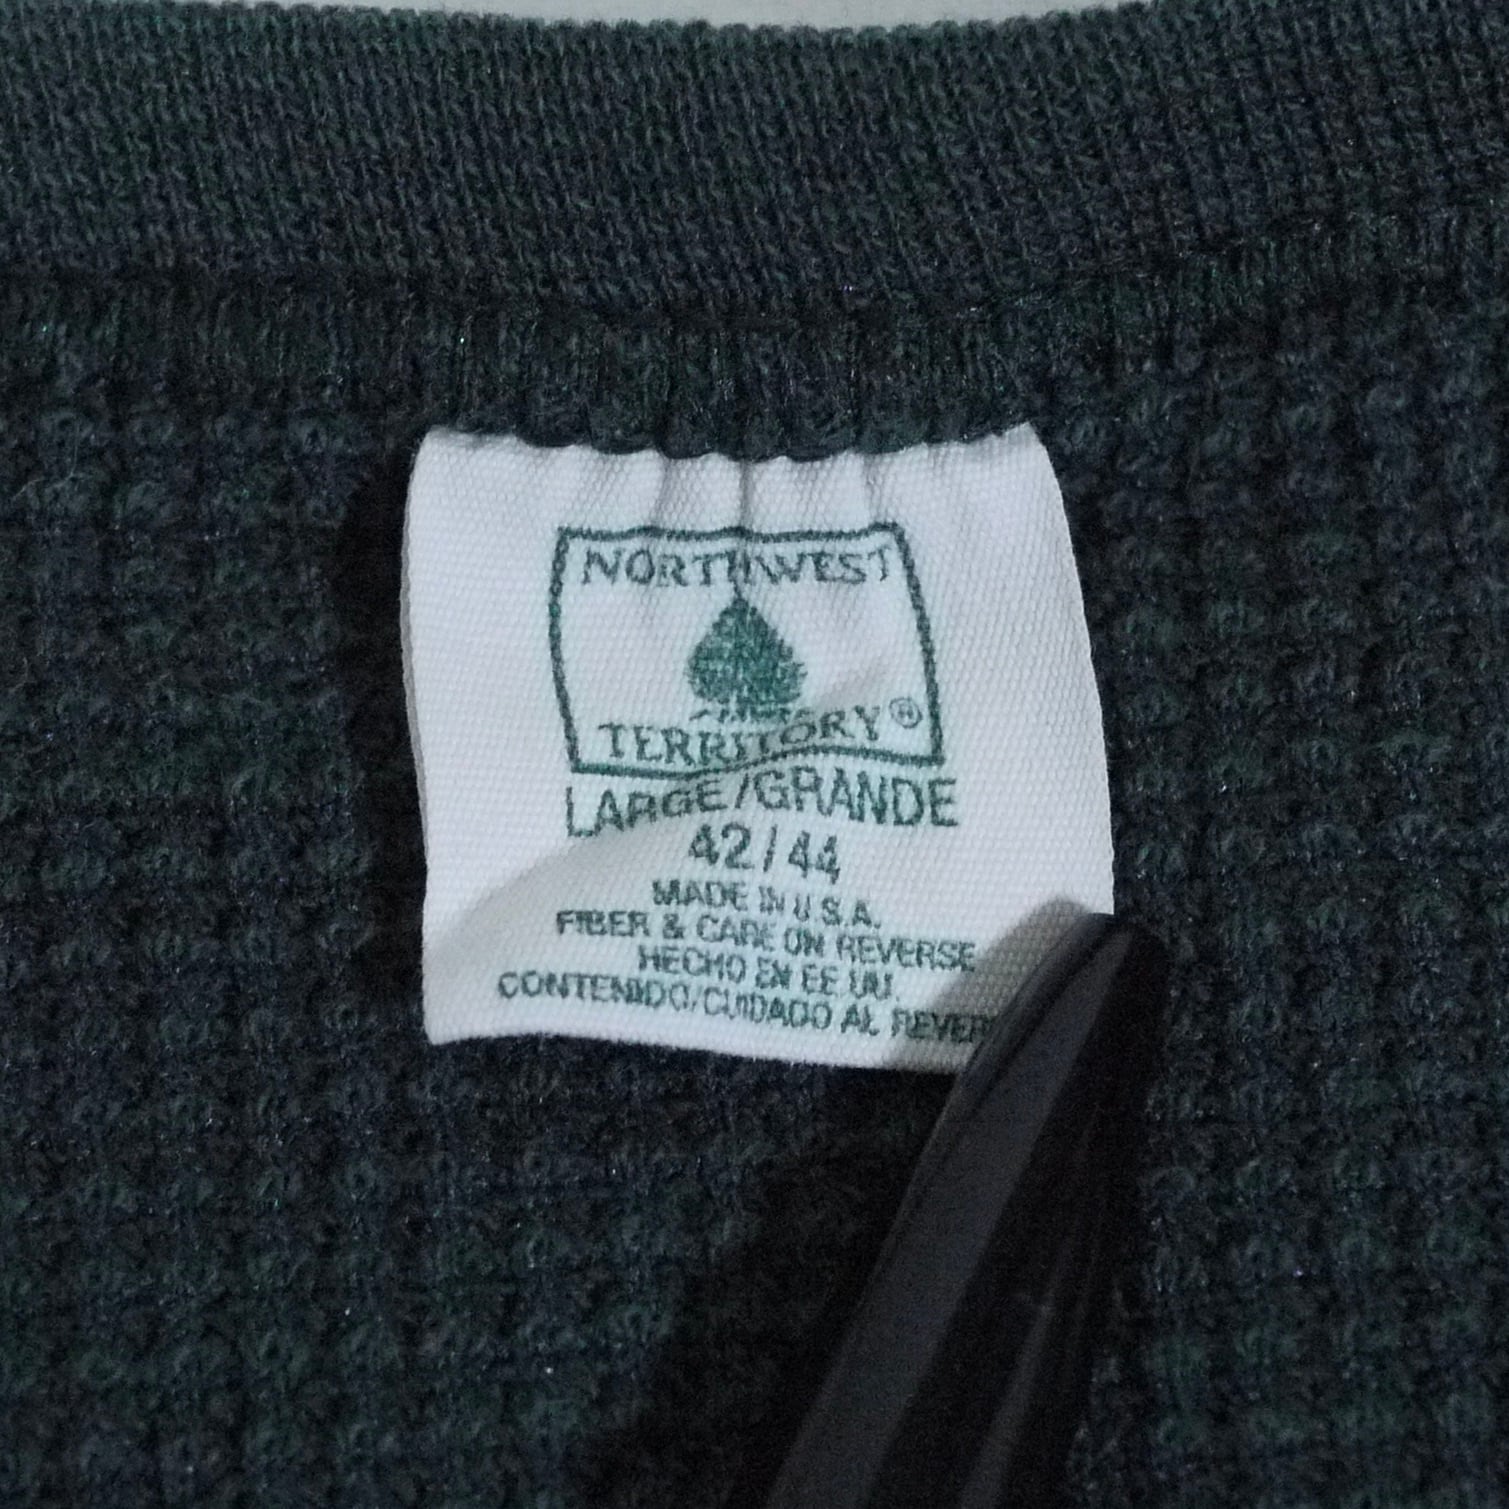 NORTHWEST
TERRITORY®
LARGE/GRANDE
42/44
MADE IN U.S.A.
FIBER & CARE ON REVERSE
HECHO EN EE.UU.
CONTENIDO/CUIDADO AL